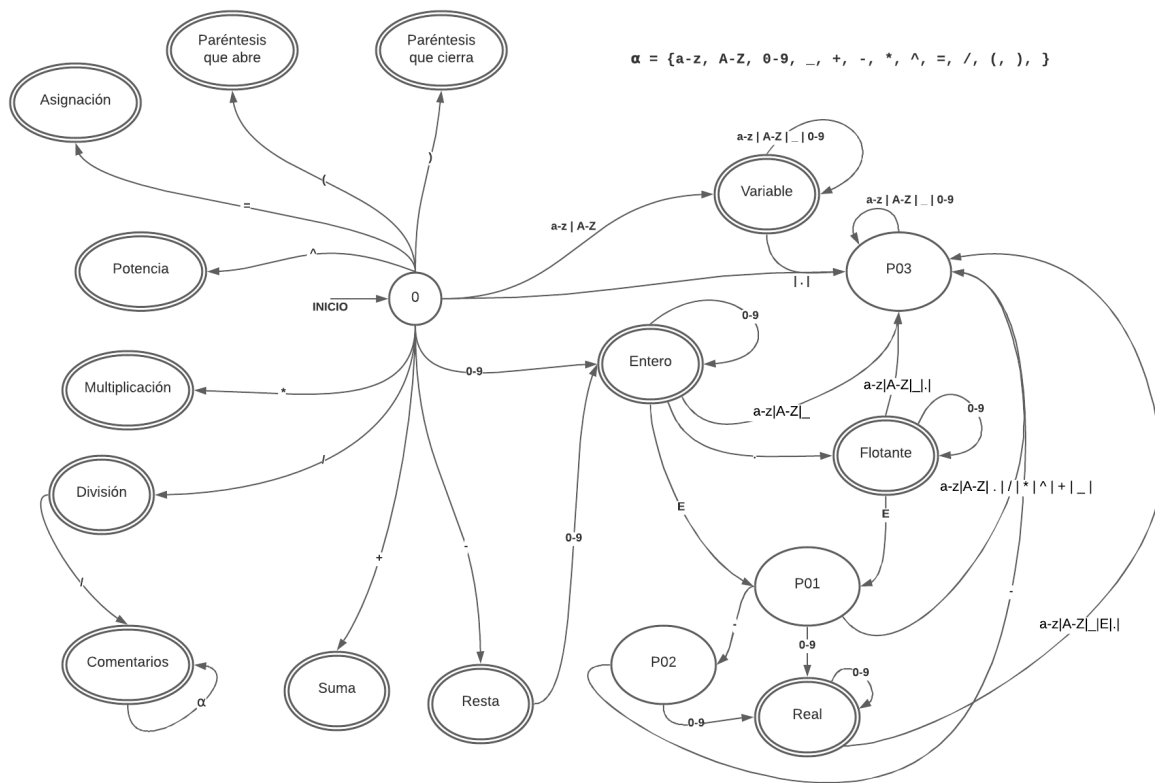 Paréntesis
que abre
Paréntesis
que cierra
α = {a-z, A-Z, 0-9, _, +, -, *, ^, =, /, (, ), }
Asignación
a-z | A-Z | _ | 0-9
)
(
Variable
=
a-z | A-Z | _ | 0-9
a-z | A-Z
^
Potencia
P03
| . |
0
INICIO
0-9
Entero
0-9
Multiplicación
*
a-z|A-Z|_|.|
a-z|A-Z|_
0-9
Flotante
.
/
División
a-z|A-Z| . | / | * | ^ | + | _ |
E
E
0-9
-
+
/
P01
-
-
a-z|A-Z|_|E|.|
0-9
Comentarios
P02
0-9
α
Suma
Resta
Real
0-9